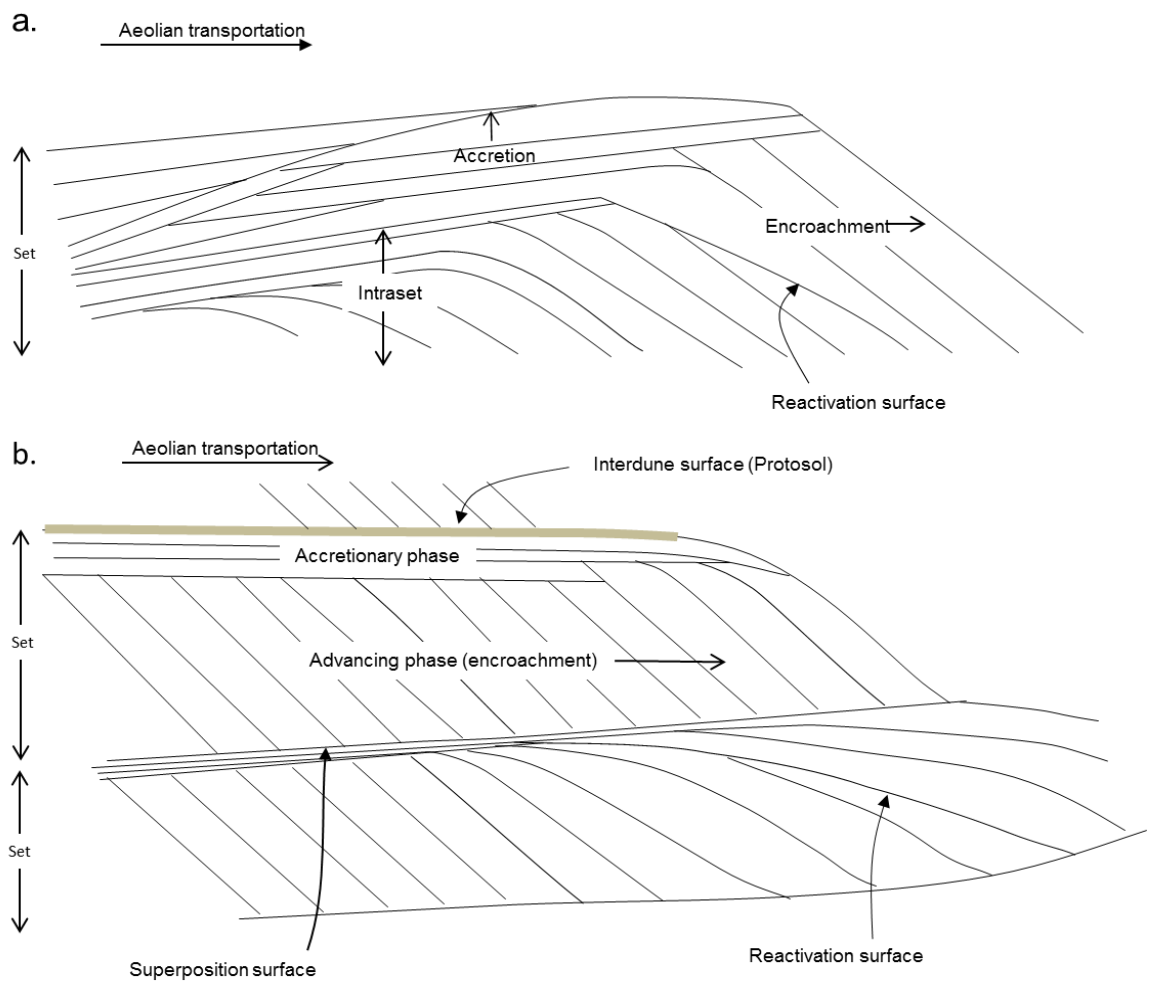 a.
Aeolian transportation
Accretion
Encroachment
Set
Intraset
Reactivation surface
b.
Aeolian transportation
Interdune surface (Protosol)
Accretionary phase
Set
Advancing phase (encroachment)
Set
Reactivation surface
Superposition surface